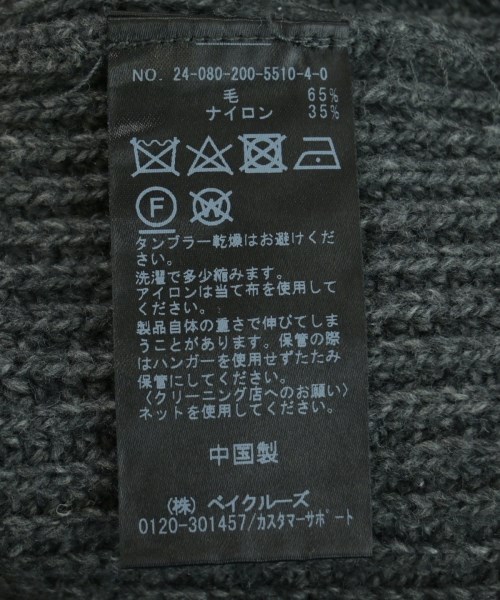 NO. 24-080-200-5510-4-0
毛 65%
ナイロン 35%
F
W
タンブラー乾燥はお避けくだ
さい。
洗濯で多少縮みます。
アイロンは当て布を使用して
ください。
製品自体の重さで伸びてしま
うことがあります。保管の際
はハンガーを使用せずたたみ
保管にしてください。
〈クリーニング店へのお願い〉
ネットを使用してください。
中国製
(株) ベイクルーズ
0120-301457/カスタマーサポート